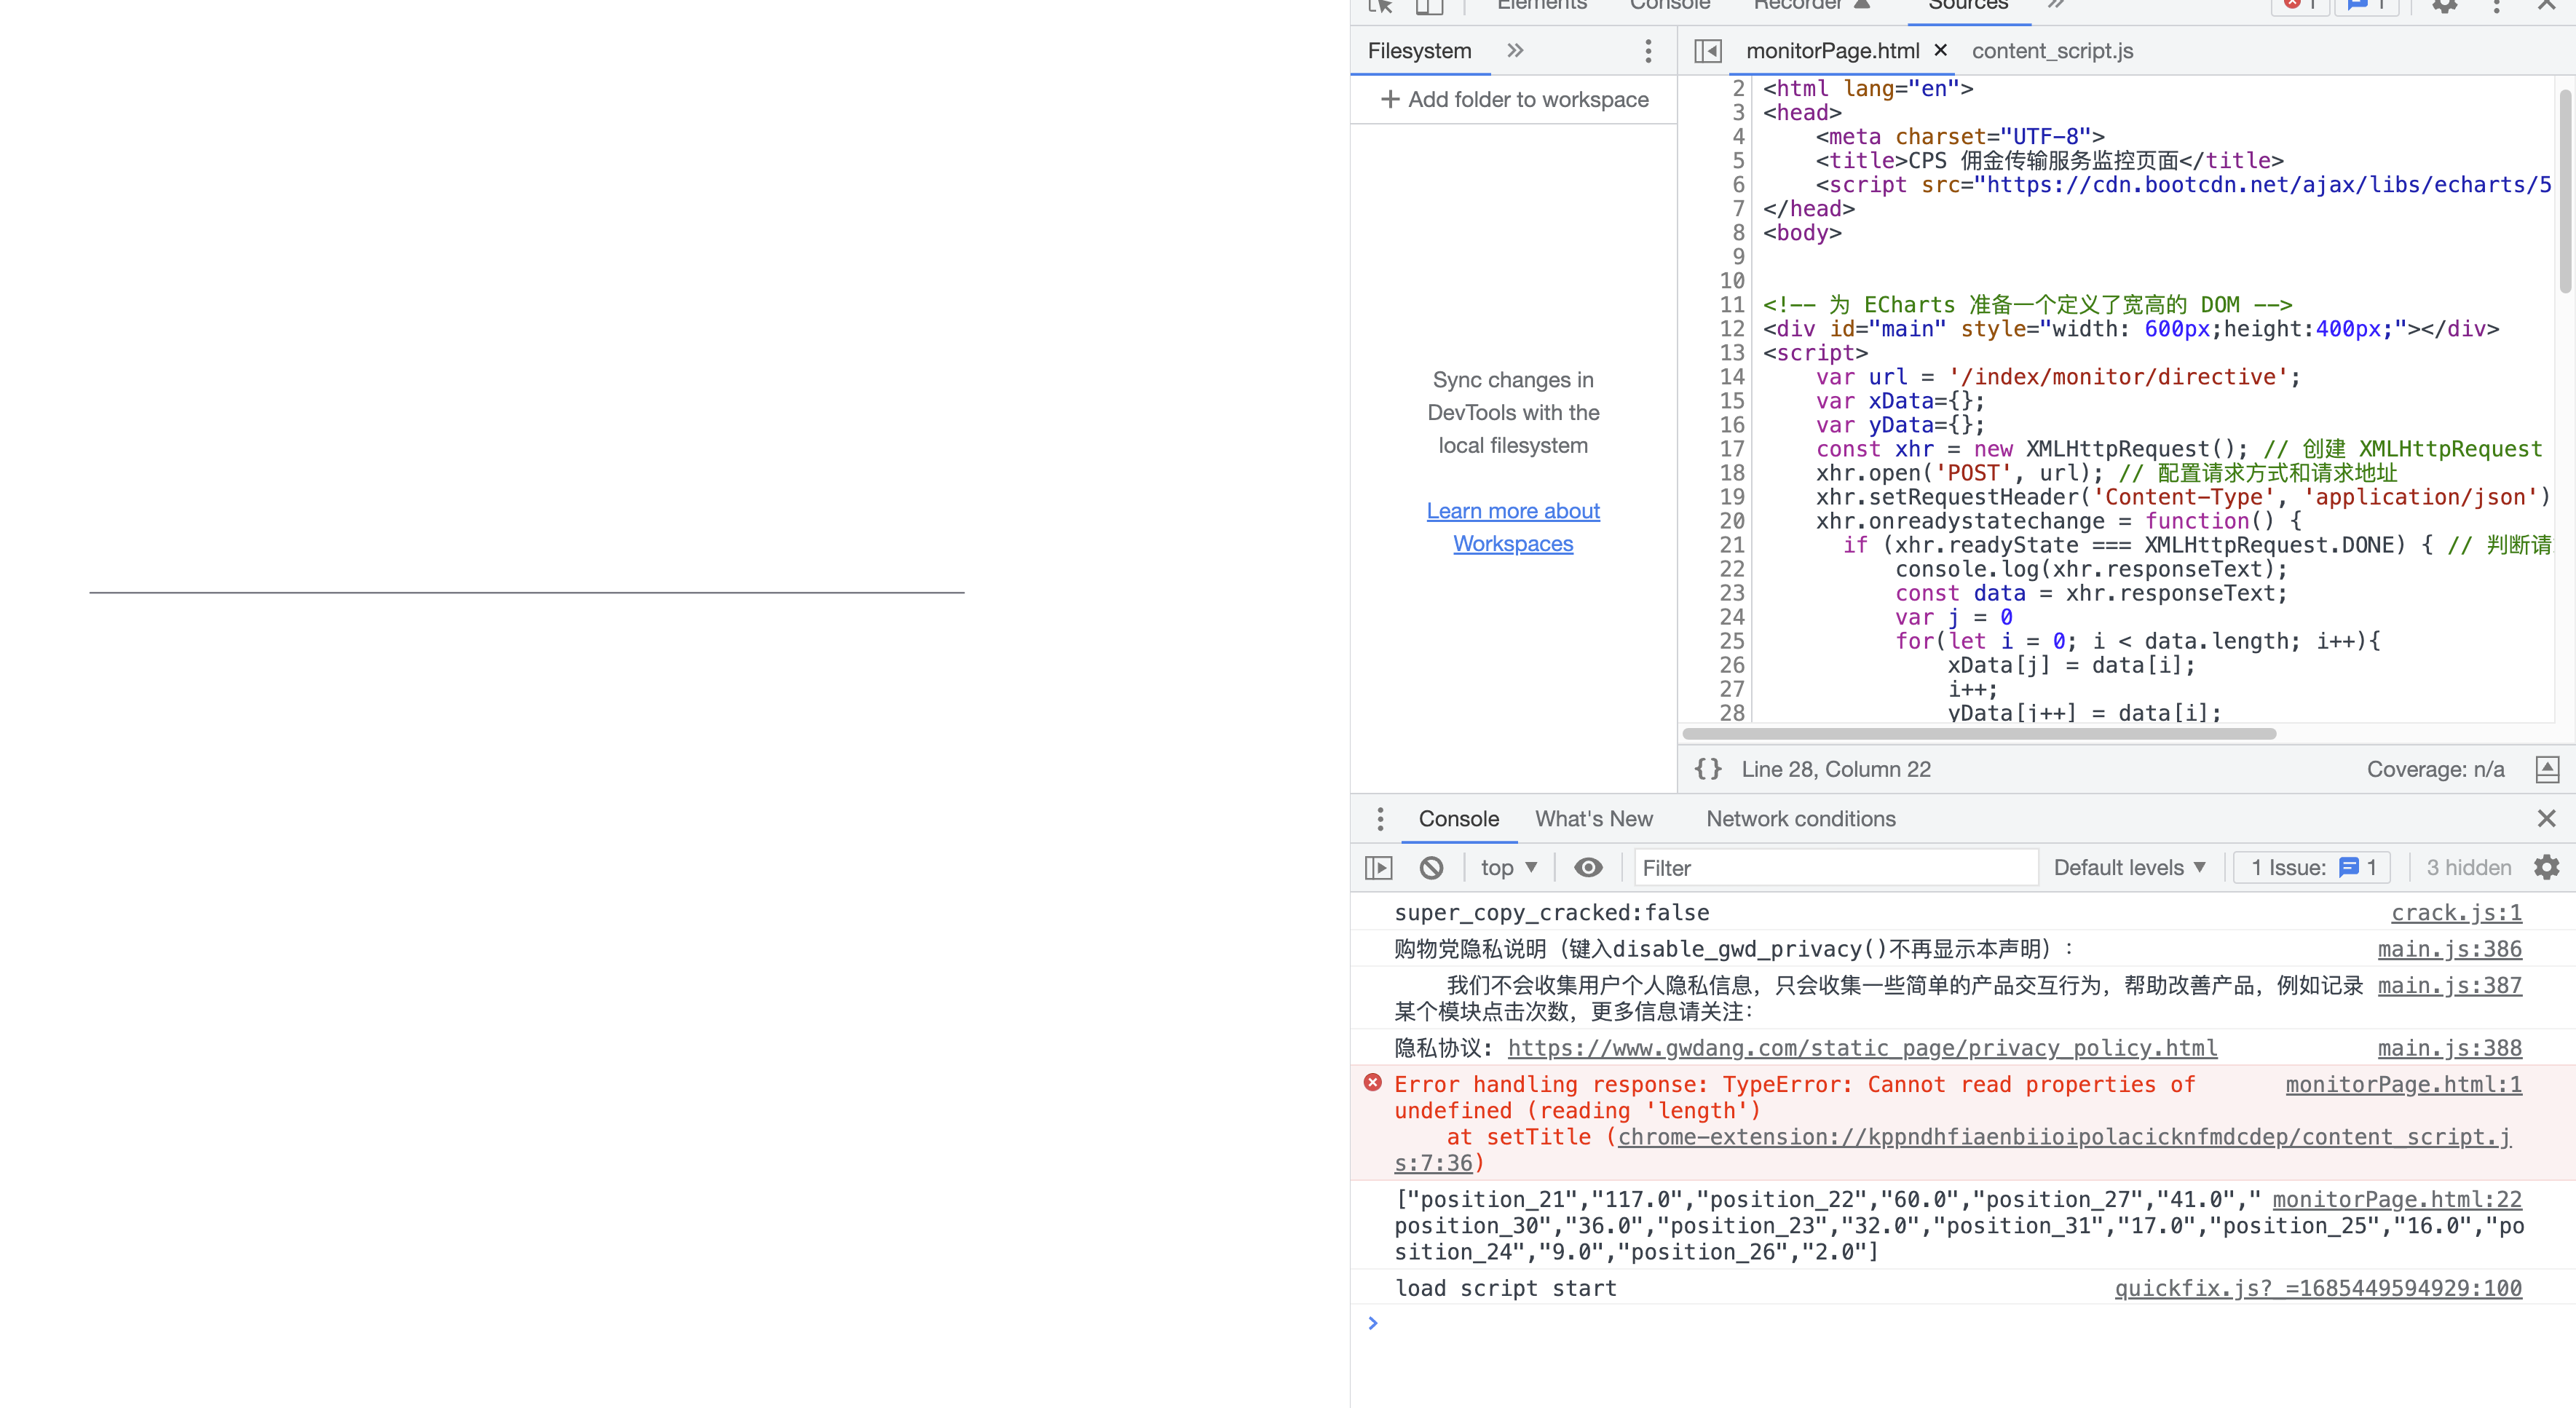 Elements Console Recorder Sources 1 1
Filesystem monitorPage.html content_script.js
Add folder to workspace
Sync changes in
DevTools with the
local filesystem
Learn more about
Workspaces
2 <html lang="en">
3 <head>
4 <meta charset="UTF-8">
5 <title>CPS 佣金传输服务监控页面</title>
6 <script src="https://cdn.bootcdn.net/ajax/libs/echarts/5
7 </head>
8 <body>
9
10
11 <!-- 为 ECharts 准备一个定义了宽高的 DOM -->
12 <div id="main" style="width: 600px;height:400px;"></div>
13 <script>
14 var url = '/index/monitor/directive';
15 var xData={};
16 var yData={};
17 const xhr = new XMLHttpRequest(); // 创建 XMLHttpRequest
18 xhr.open('POST', url); // 配置请求方式和请求地址
19 xhr.setRequestHeader('Content-Type', 'application/json')
20 xhr.onreadystatechange = function() {
21 if (xhr.readyState === XMLHttpRequest.DONE) { // 判断请
22 console.log(xhr.responseText);
23 const data = xhr.responseText;
24 var j = 0
25 for(let i = 0; i < data.length; i++){
26 xData[j] = data[i];
27 i++;
28 yData[j++] = data[i];
{} Line 28, Column 22 Coverage: n/a
Console What's New Network conditions
top Filter Default levels 1 Issue: 1 3 hidden
super_copy_cracked:false crack.js:1
购物党隐私说明（键入disable_gwd_privacy()不再显示本声明）： main.js:386
我们不会收集用户个人隐私信息，只会收集一些简单的产品交互行为，帮助改善产品，例如记录 main.js:387
某个模块点击次数，更多信息请关注：
隐私协议: https://www.gwdang.com/static_page/privacy_policy.html main.js:388
Error handling response: TypeError: Cannot read properties of monitorPage.html:1
undefined (reading 'length')
at setTitle (chrome-extension://kppndhfiaenbiioipolacicknfmdcdep/content_script.j
s:7:36)
["position_21","117.0","position_22","60.0","position_27","41.0"," monitorPage.html:22
position_30","36.0","position_23","32.0","position_31","17.0","position_25","16.0","po
sition_24","9.0","position_26","2.0"]
load script start quickfix.js?_=1685449594929:100